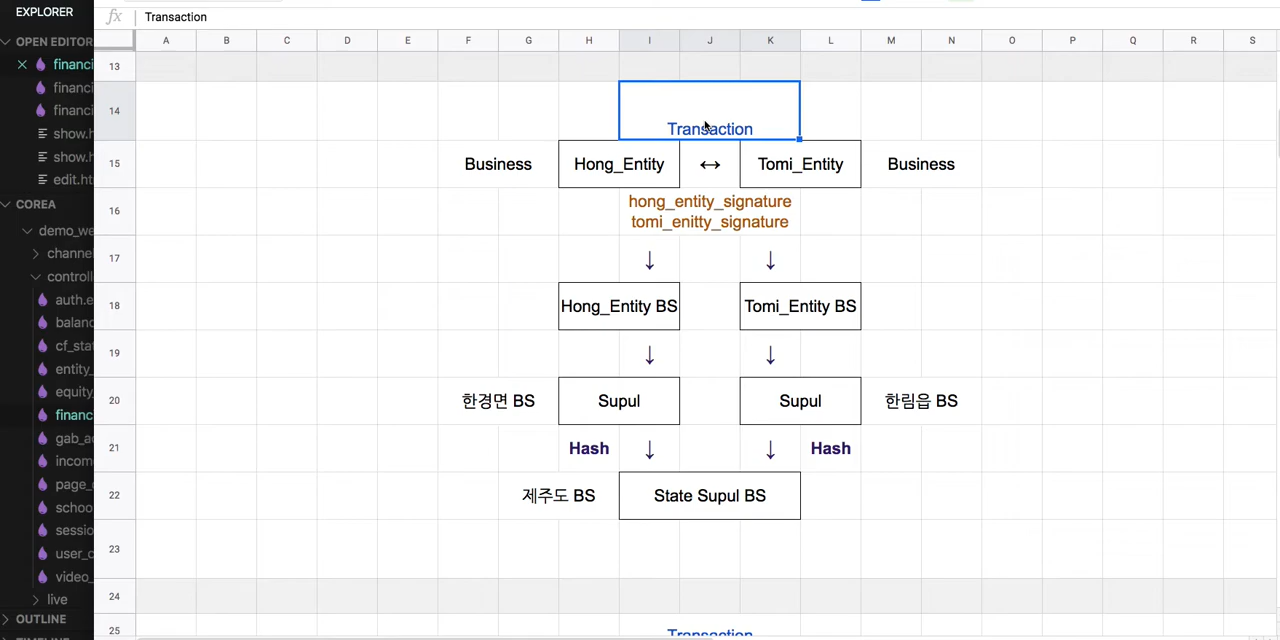 EXPLORER
fx Transaction
A B C D E F G H I J K L M N O P Q R S
OPEN EDITOR
13
financi
financi
14
financi
Transaction
show.h
15
Business Hong_Entity ↔ Tomi_Entity Business
show.h
edit.ht
hong_entity_signature
16
COREA
tomi_enitty_signature
demo_we
channe
17
↓ ↓
controll
auth.e
18
Hong_Entity BS Tomi_Entity BS
balanc
cf_stat
19
↓ ↓
entity_
equity_
20
한경면 BS Supul Supul 한림읍 BS
financ
gab_ac
21
Hash ↓ ↓ Hash
incom
page_
22
제주도 BS State Supul BS
schoo
sessio
23
user_c
video_
24
live
OUTLINE
25
Transaction